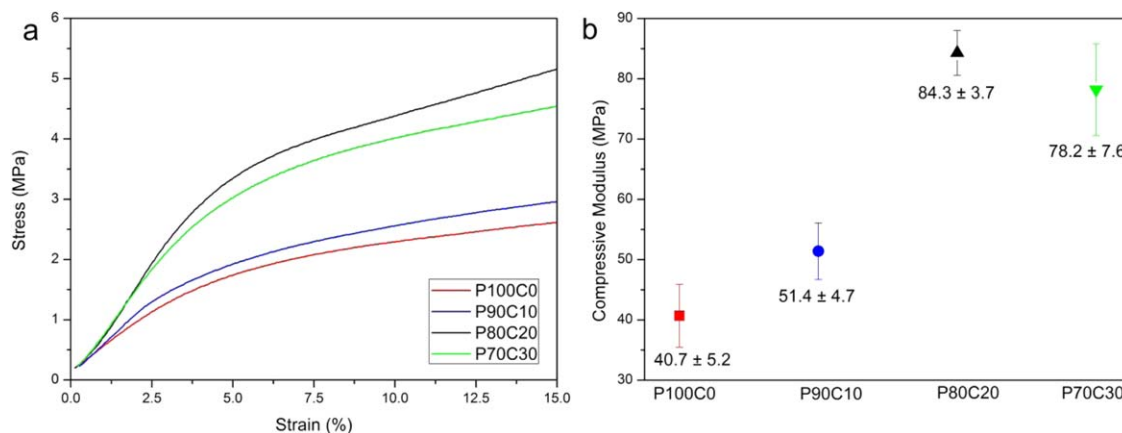 a
6
5
4
3
2
1
0
Stress (MPa)
0.0 2.5 5.0 7.5 10.0 12.5 15.0
Strain (%)
P100C0
P90C10
P80C20
P70C30
b
90
80
70
60
50
40
30
Compressive Modulus (MPa)
84.3 ± 3.7
78.2 ± 7.6
51.4 ± 4.7
40.7 ± 5.2
P100C0 P90C10 P80C20 P70C30